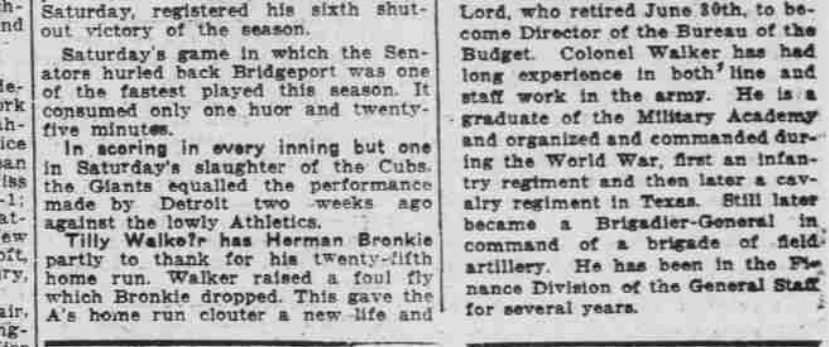 Saturday, registered his sixth shut-
out victory of the season.
Saturday's game in which the Sen-
ators hurled back Bridgeport was one
of the fastest played this season. It
consumed only one huor and twenty-
five minutes.
In scoring in every inning but one
in Saturday's slaughter of the Cubs.
the Giants equalled the performance
made by Detroit two weeks ago
against the lowly Athletics.
Tilly Walke?r has Herman Bronkie
partly to thank for his twenty-fifth
home run. Walker raised a foul fly
which Bronkie dropped. This gave the
A's home run clouter a new life and
Lord, who retired June 30th, to be-
come Director of the Bureau of the
Budget. Colonel Walker has had
long experience in both line and
staff work in the army. He is a
graduate of the Military Academy
and organized and commanded dur-
ing the World War, first an infan-
try regiment and then later a cav-
alry regiment in Texas. Still later
became a Brigadier-General in
command of a brigade of field
artillery. He has been in the Fi-
nance Division of the General Staff
for several years.